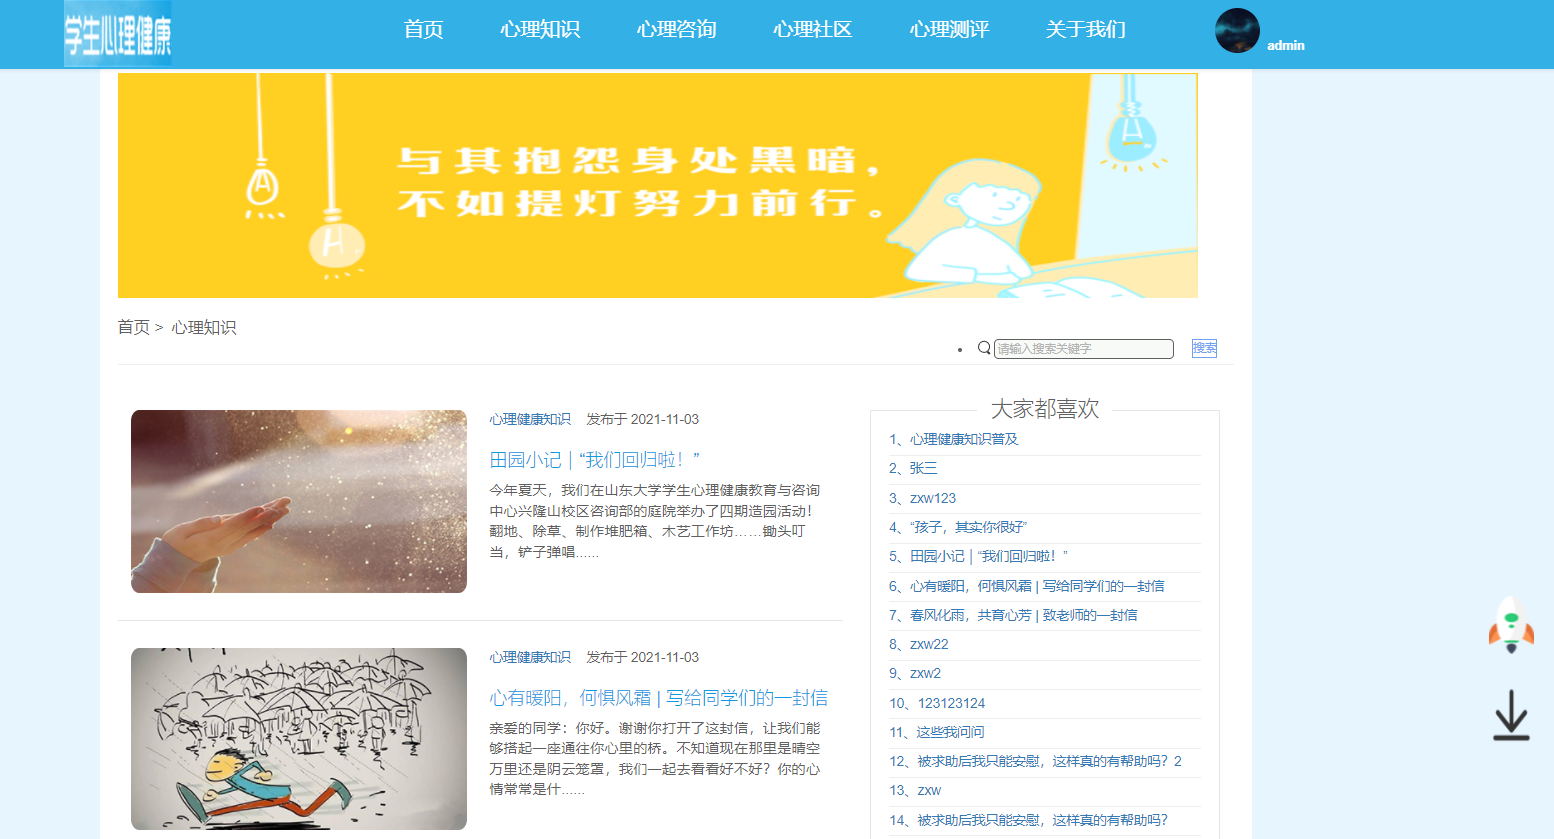 学生心理健康
首页 心理知识 心理咨询 心理社区 心理测评 关于我们
admin
与其抱怨身处黑暗，
不如提灯努力前行。
首页 > 心理知识
请输入搜索关键字 搜索
心理健康知识 发布于 2021-11-03
田园小记 | “我们回归啦！”
今年夏天，我们在山东大学学生心理健康教育与咨询
中心兴隆山校区咨询部的庭院举办了四期造园活动！
翻地、除草、制作堆肥箱、木艺工作坊……锄头叮
当，铲子弹唱......
心理健康知识 发布于 2021-11-03
心有暖阳，何惧风霜 | 写给同学们的一封信
亲爱的同学：你好。谢谢你打开了这封信，让我们能
够搭起一座通往你心里的桥。不知道现在那里是晴空
万里还是阴云笼罩，我们一起去看看好不好？你的心
情常常是什......
大家都喜欢
1、心理健康知识普及
2、张三
3、zxw123
4、“孩子，其实你很好”
5、田园小记 | “我们回归啦！”
6、心有暖阳，何惧风霜 | 写给同学们的一封信
7、春风化雨，共育心芳 | 致老师的一封信
8、zxw22
9、zxw2
10、123123124
11、这些我问问
12、被求助后我只能安慰，这样真的有帮助吗？2
13、zxw
14、被求助后我只能安慰，这样真的有帮助吗？